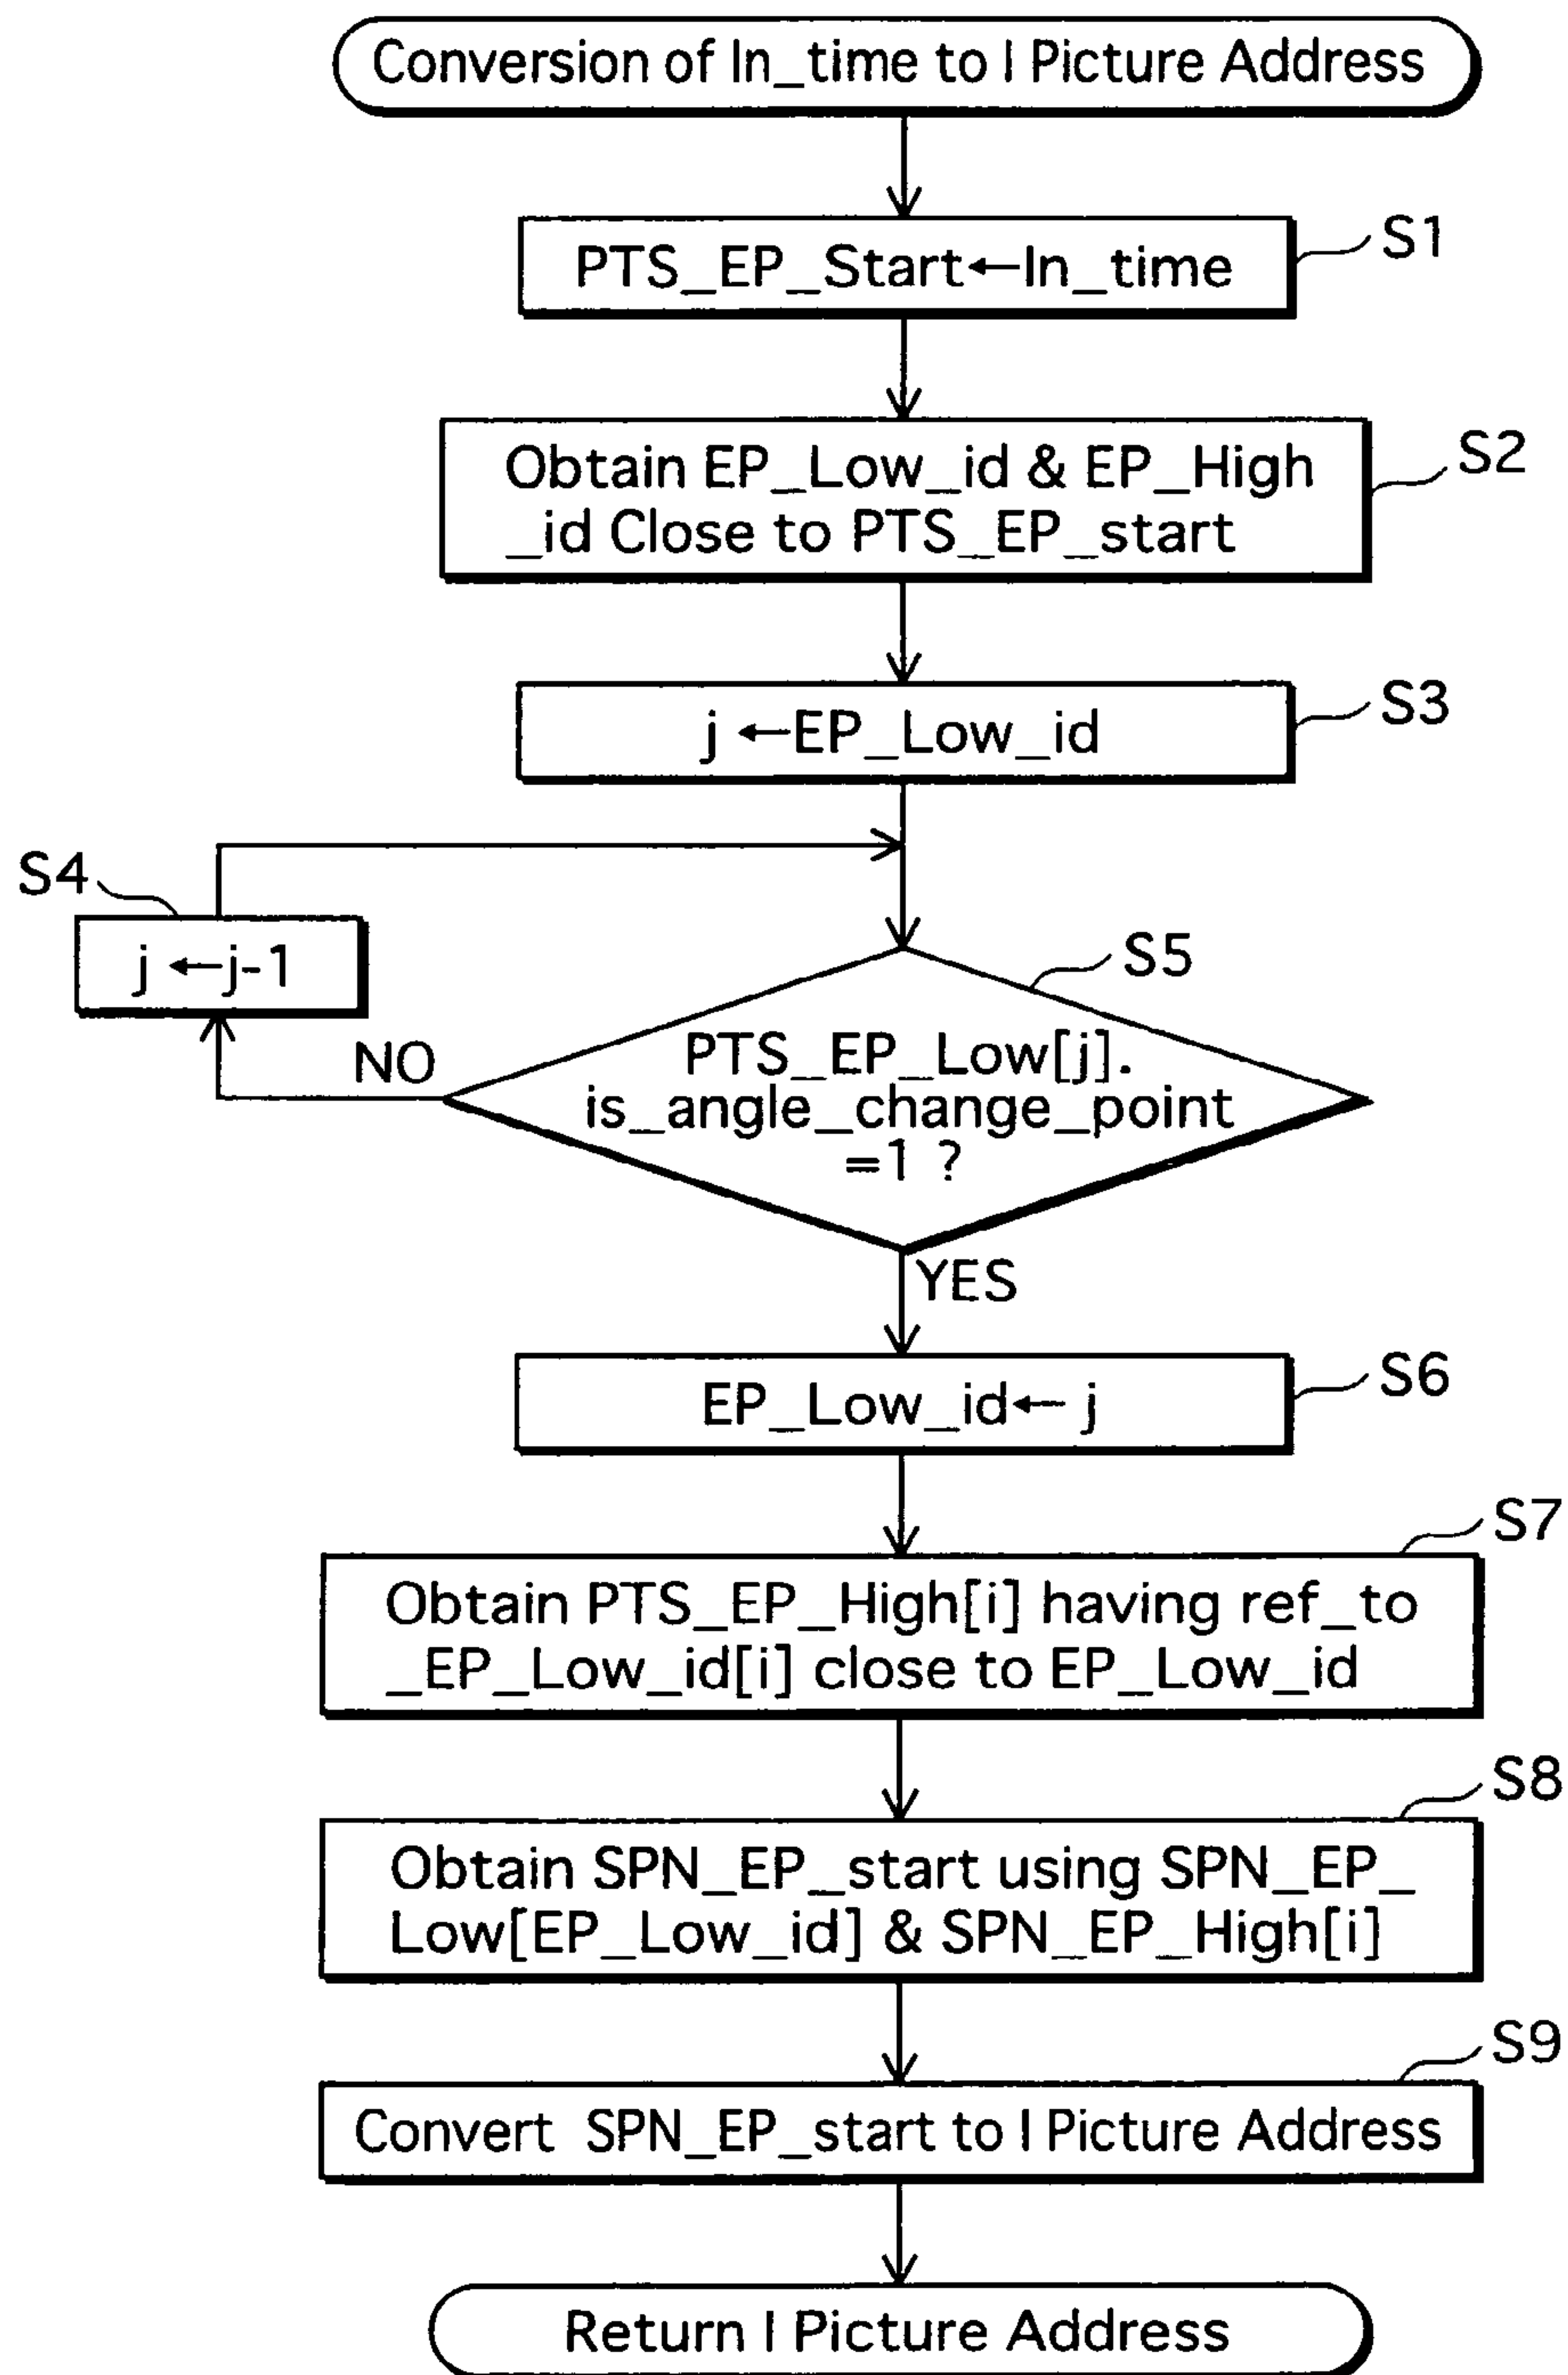 Conversion of In_time to I Picture Address
S1
PTS_EP_Start←In_time
S2
Obtain EP_Low_id & EP_High
_id Close to PTS_EP_start
S3
j ←EP_Low_id
S4
j ←j-1
S5
NO
PTS_EP_Low[j].
is_angle_change_point
=1 ?
YES
S6
EP_Low_id← j
S7
Obtain PTS_EP_High[i] having ref_to
_EP_Low_id[i] close to EP_Low_id
S8
Obtain SPN_EP_start using SPN_EP_
Low[EP_Low_id] & SPN_EP_High[i]
S9
Convert SPN_EP_start to I Picture Address
Return I Picture Address